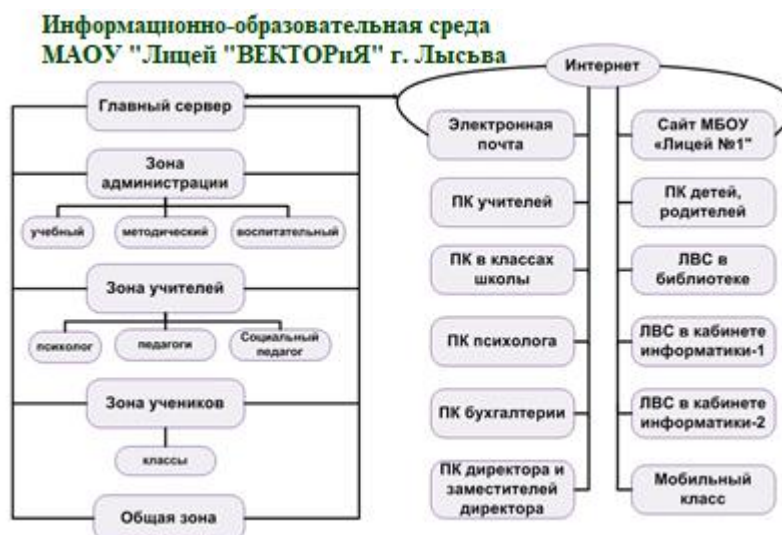 Информационно-образовательная среда
МАОУ "Лицей "ВЕКТОРиЯ" г. Лысьва
Главный сервер
Зона
администрации
учебный
методический
воспитательный
Зона учителей
психолог
педагоги
Социальный
педагог
Зона учеников
классы
Общая зона
Интернет
Электронная
почта
Сайт МБОУ
«Лицей №1"
ПК учителей
ПК детей,
родителей
ПК в классах
школы
ЛВС в
библиотеке
ПК психолога
ЛВС в кабинете
информатики-1
ПК бухгалтерии
ЛВС в кабинете
информатики-2
ПК директора и
заместителей
директора
Мобильный
класс